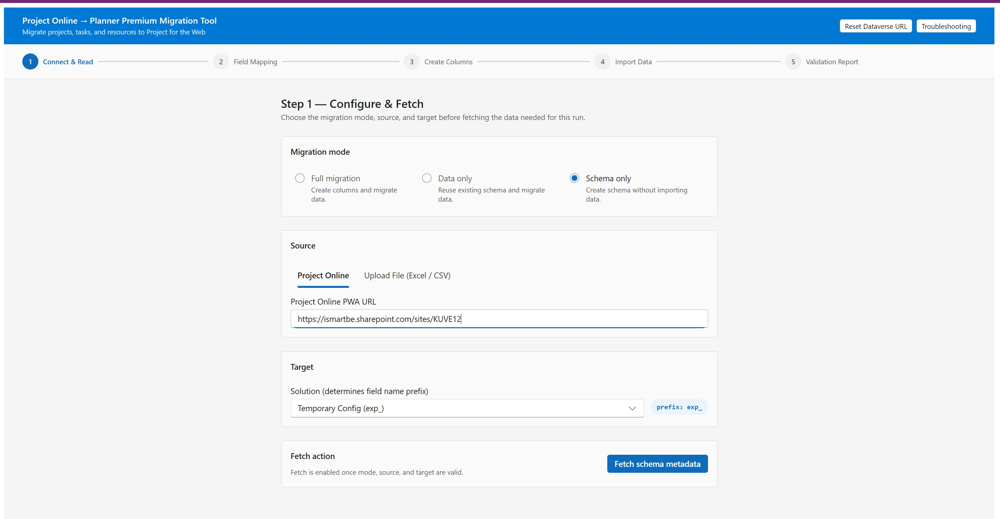 Project Online → Planner Premium Migration Tool
Migrate projects, tasks, and resources to Project for the Web
Reset Dataverse URL
Troubleshooting
1 Connect & Read
2 Field Mapping
3 Create Columns
4 Import Data
5 Validation Report
Step 1 — Configure & Fetch
Choose the migration mode, source, and target before fetching the data needed for this run.
Migration mode
Full migration
Create columns and migrate
data.
Data only
Reuse existing schema and migrate
data.
Schema only
Create schema without importing
data.
Source
Project Online
Upload File (Excel / CSV)
Project Online PWA URL
https://ismartbe.sharepoint.com/sites/KUVE12
Target
Solution (determines field name prefix)
Temporary Config (exp_)
prefix: exp_
Fetch action
Fetch is enabled once mode, source, and target are valid.
Fetch schema metadata